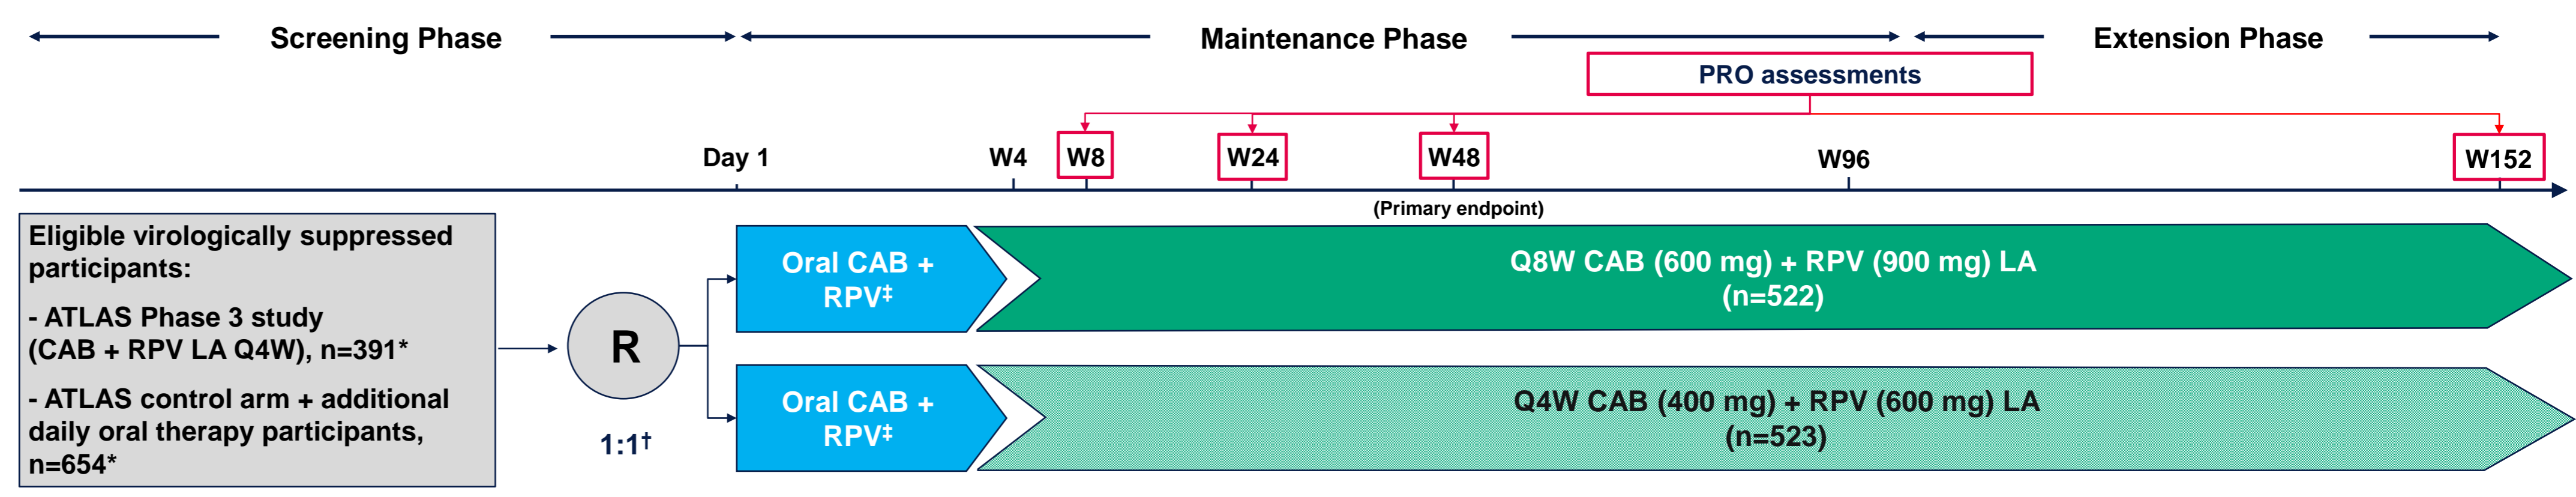 Screening Phase
Maintenance Phase
Extension Phase
PRO assessments
Day 1
W4
W8
W24
W48
W96
W152
(Primary endpoint)
Eligible virologically suppressed
participants:
- ATLAS Phase 3 study
(CAB + RPV LA Q4W), n=391*
- ATLAS control arm + additional
daily oral therapy participants,
n=654*
R
1:1†
Oral CAB +
RPV‡
Q8W CAB (600 mg) + RPV (900 mg) LA
(n=522)
Oral CAB +
RPV‡
Q4W CAB (400 mg) + RPV (600 mg) LA
(n=523)